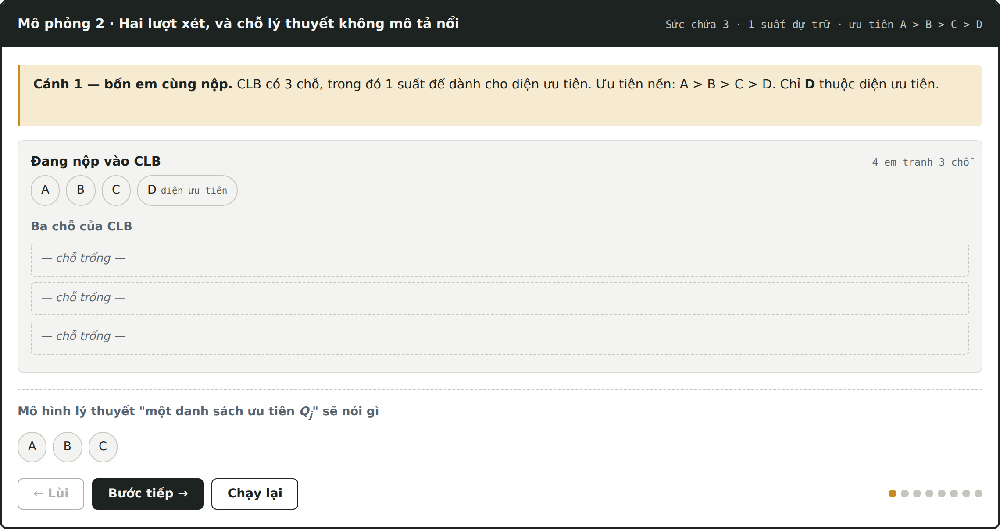 Mô phỏng 2 · Hai lượt xét, và chỗ lý thuyết không mô tả nổi
Sức chứa 3 · 1 suất dự trữ · ưu tiên A > B > C > D
Cảnh 1 — bốn em cùng nộp. CLB có 3 chỗ, trong đó 1 suất để dành cho diện ưu tiên. Ưu tiên nền: A > B > C > D. Chỉ D thuộc diện ưu tiên.
Đang nộp vào CLB
4 em tranh 3 chỗ
A B C D diện ưu tiên
Ba chỗ của CLB
— chỗ trống —
— chỗ trống —
— chỗ trống —
Mô hình lý thuyết "một danh sách ưu tiên Qj" sẽ nói gì
A B C
← Lùi Bước tiếp → Chạy lại